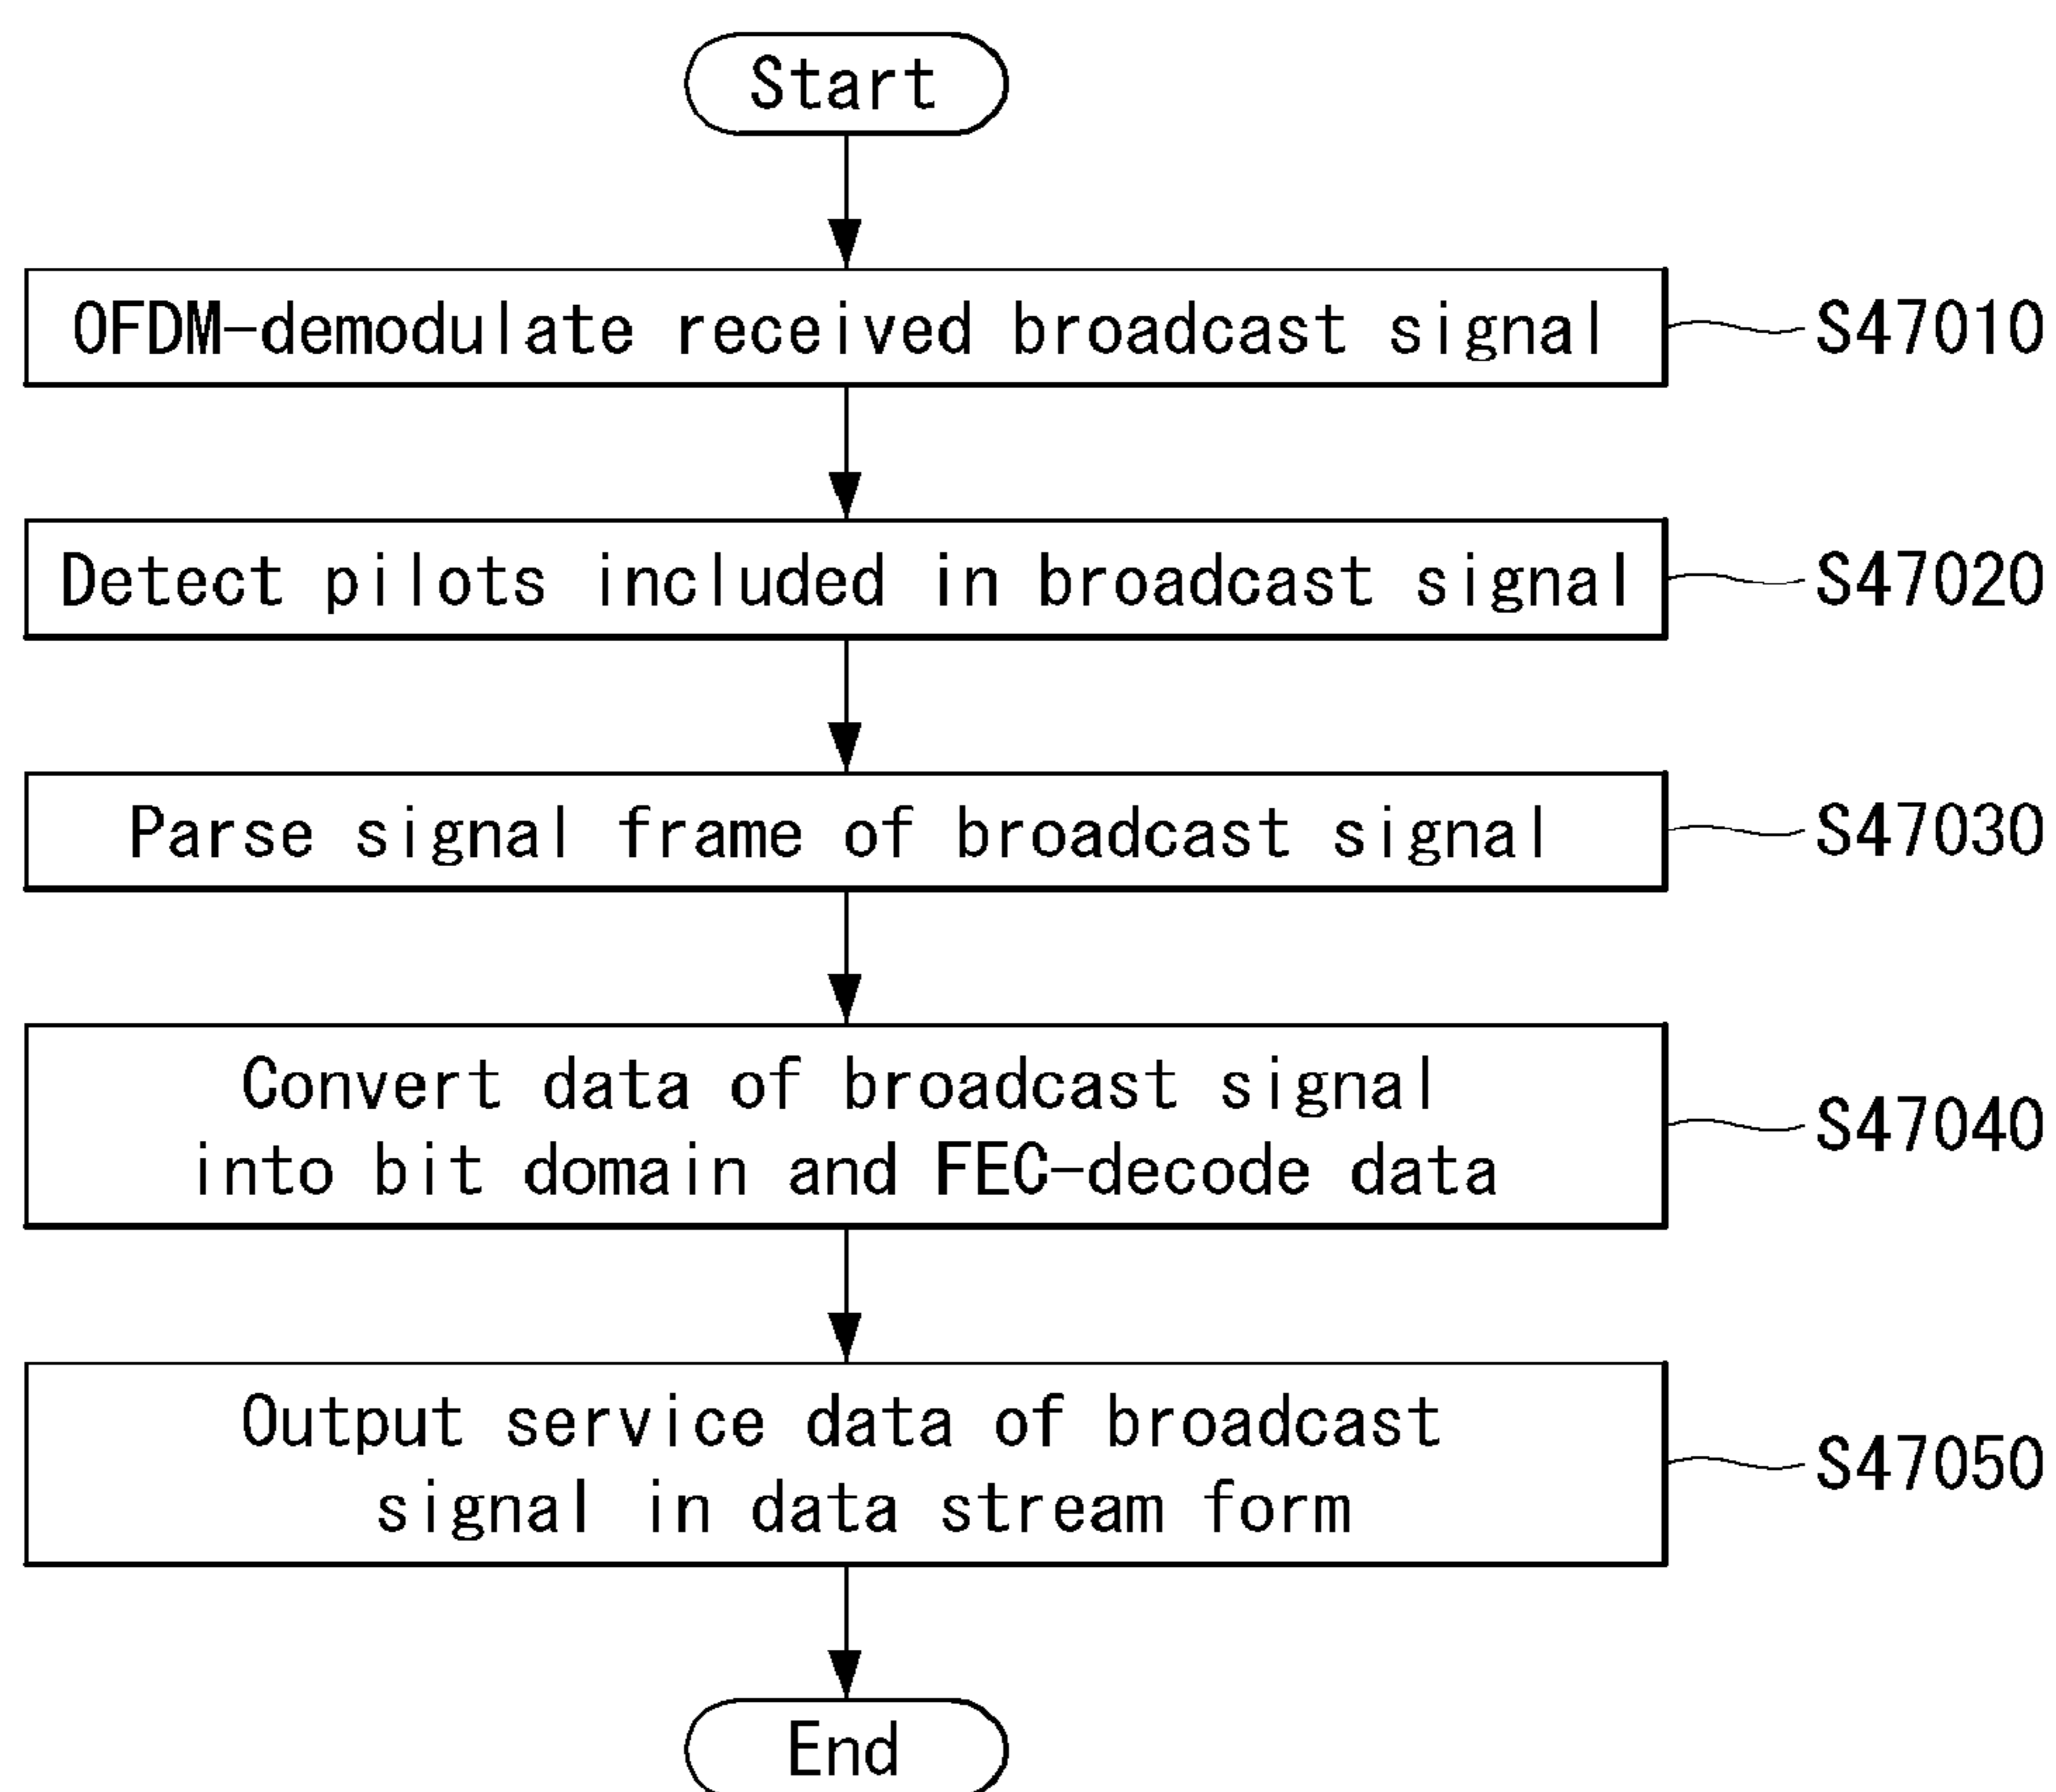 Start
OFDM-demodulate received broadcast signal
S47010
Detect pilots included in broadcast signal
S47020
Parse signal frame of broadcast signal
S47030
Convert data of broadcast signal
into bit domain and FEC-decode data
S47040
Output service data of broadcast
signal in data stream form
S47050
End